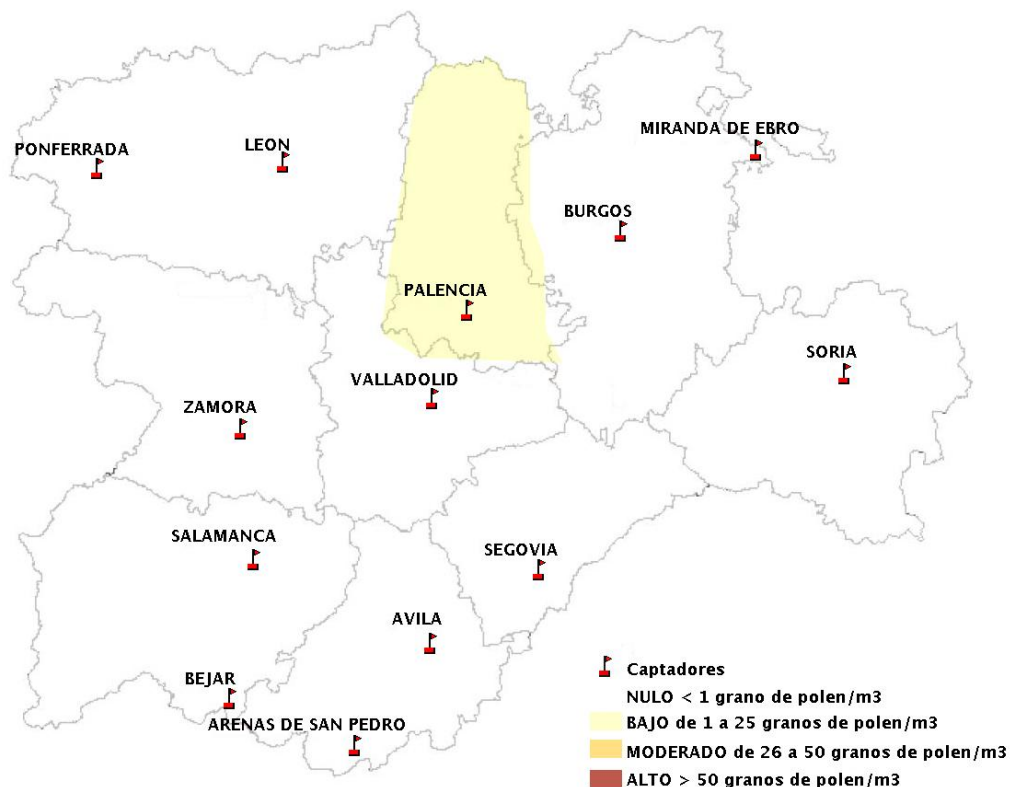 MIRANDA DE EBRO
PONFERRADA
LEON
BURGOS
PALENCIA
SORIA
VALLADOLID
ZAMORA
SALAMANCA
SEGOVIA
AVILA
BEJAR
ARENAS DE SAN PEDRO
Captadores
NULO < 1 grano de polen/m3
BAJO de 1 a 25 granos de polen/m3
MODERADO de 26 a 50 granos de polen/m3
ALTO > 50 granos de polen/m3